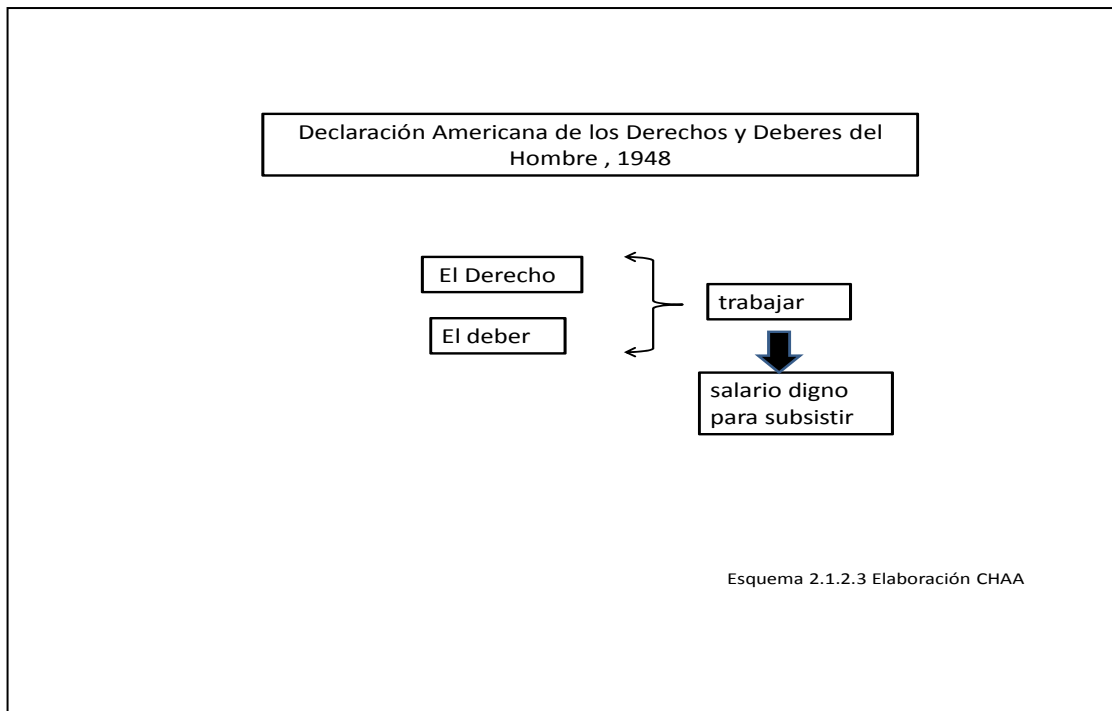 Declaración Americana de los Derechos y Deberes del
Hombre , 1948
El Derecho
El deber
trabajar
salario digno
para subsistir
Esquema 2.1.2.3 Elaboración CHAA